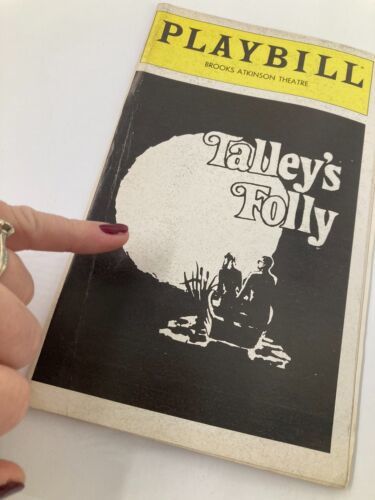 PLAYBILL
BROOKS ATKINSON THEATRE
Talley's
Folly